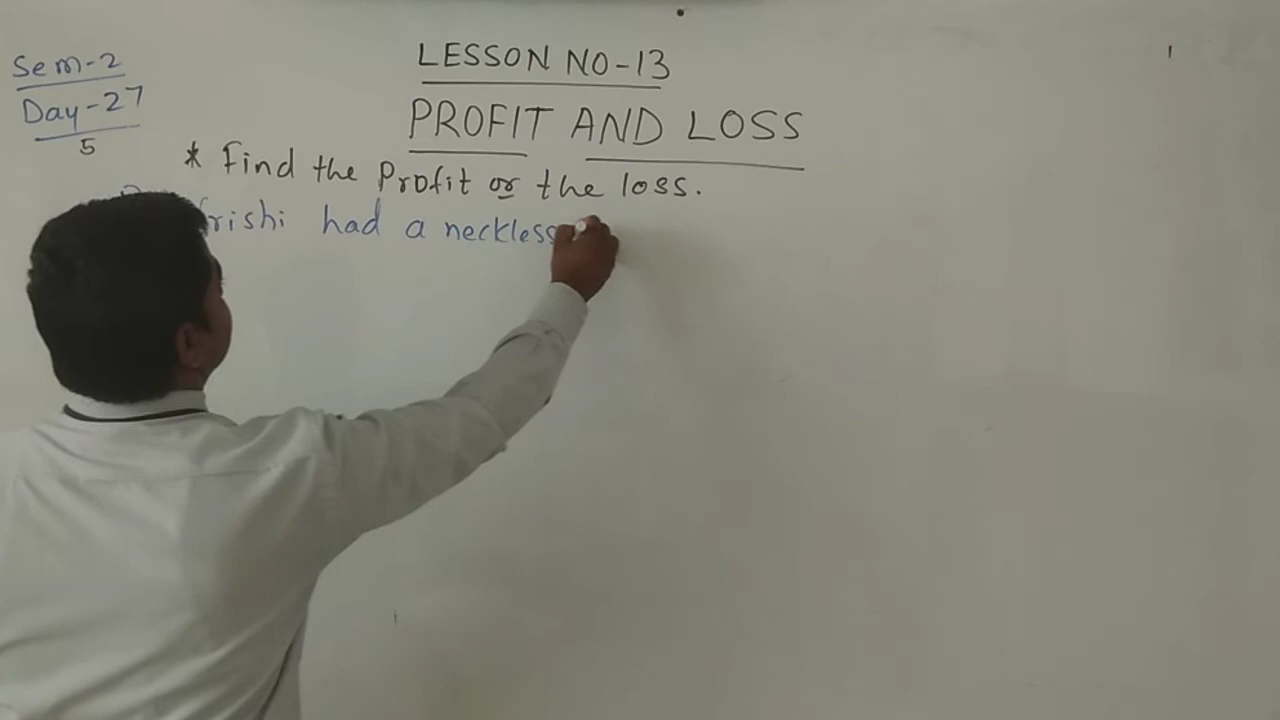 Sem-2
Day-27
5
LESSON NO-13
PROFIT AND LOSS
* Find the Profit or the loss.
had a neckless